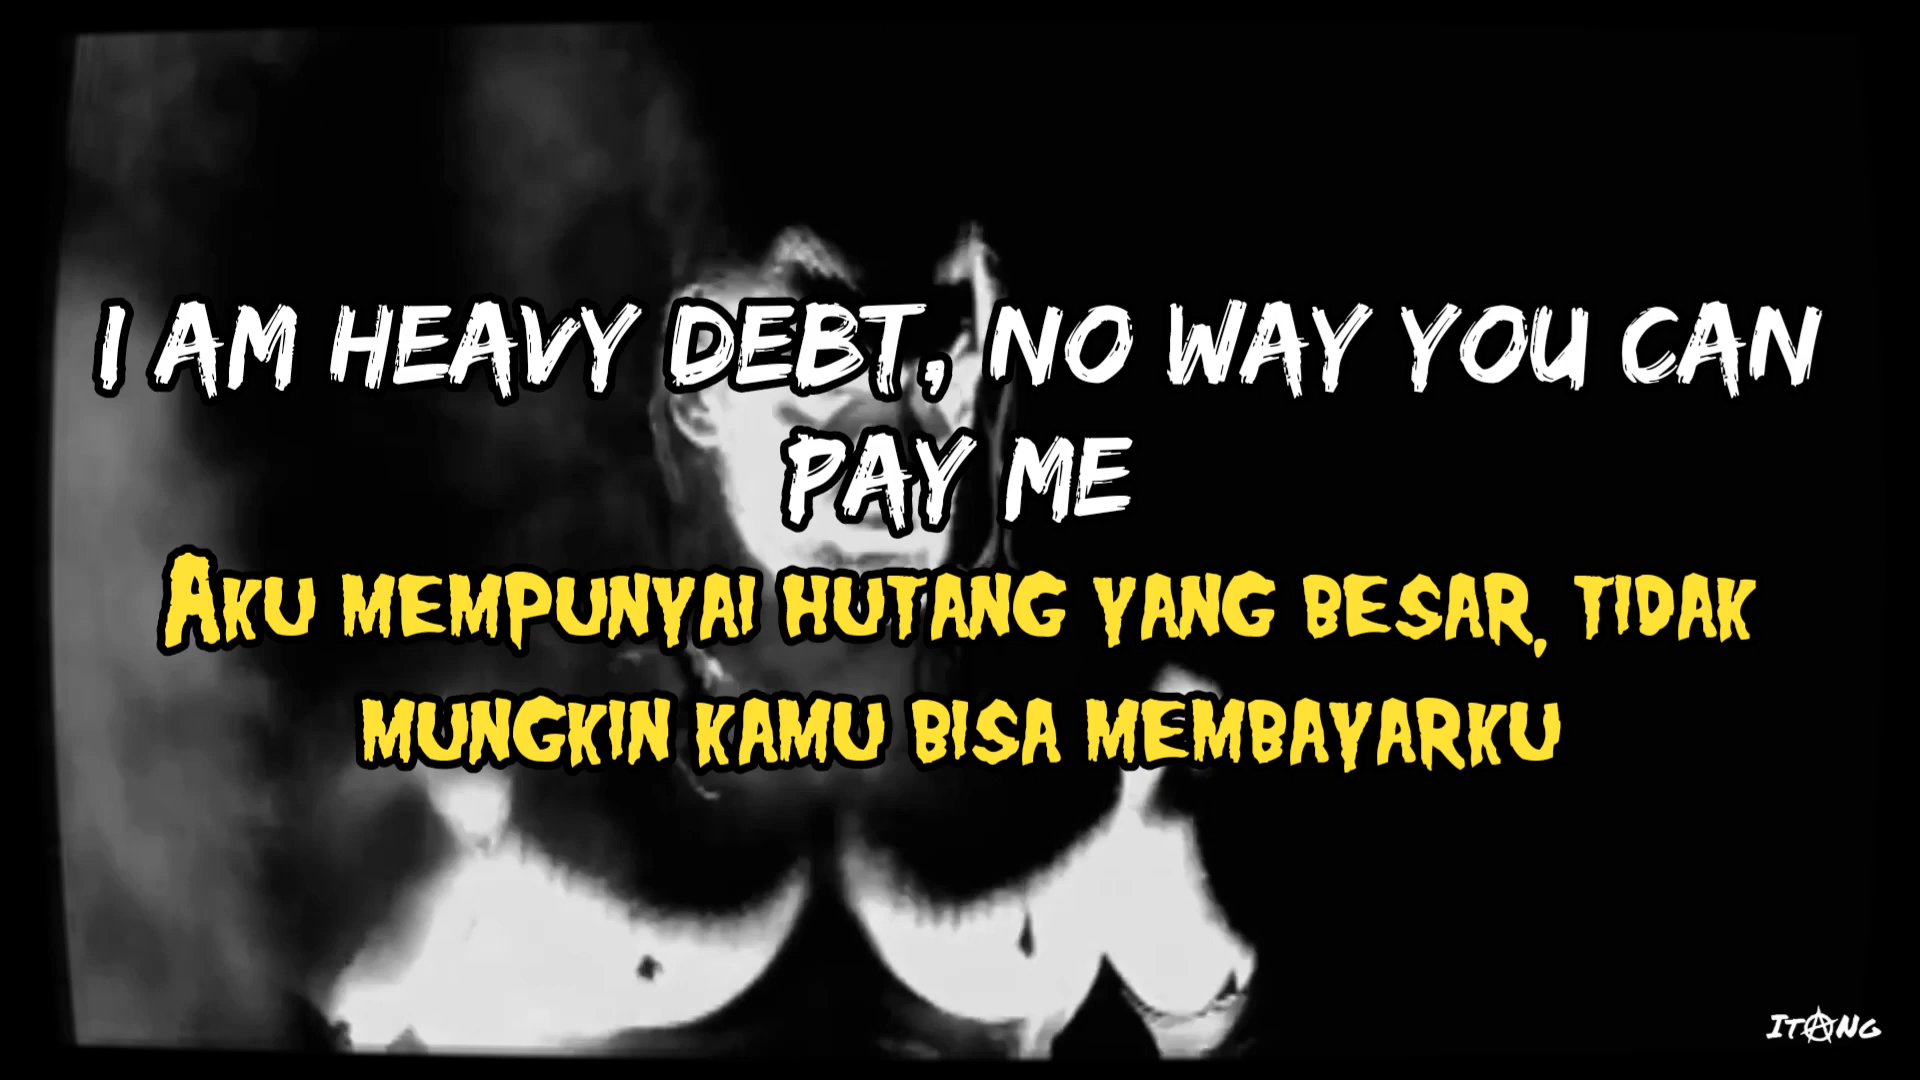 I AM HEAVY DEBT, NO WAY YOU CAN
PAY ME
AKU MEMPUNYAI HUTANG YANG BESAR, TIDAK
MUNGKIN KAMU BISA MEMBAYARKU
ITANG